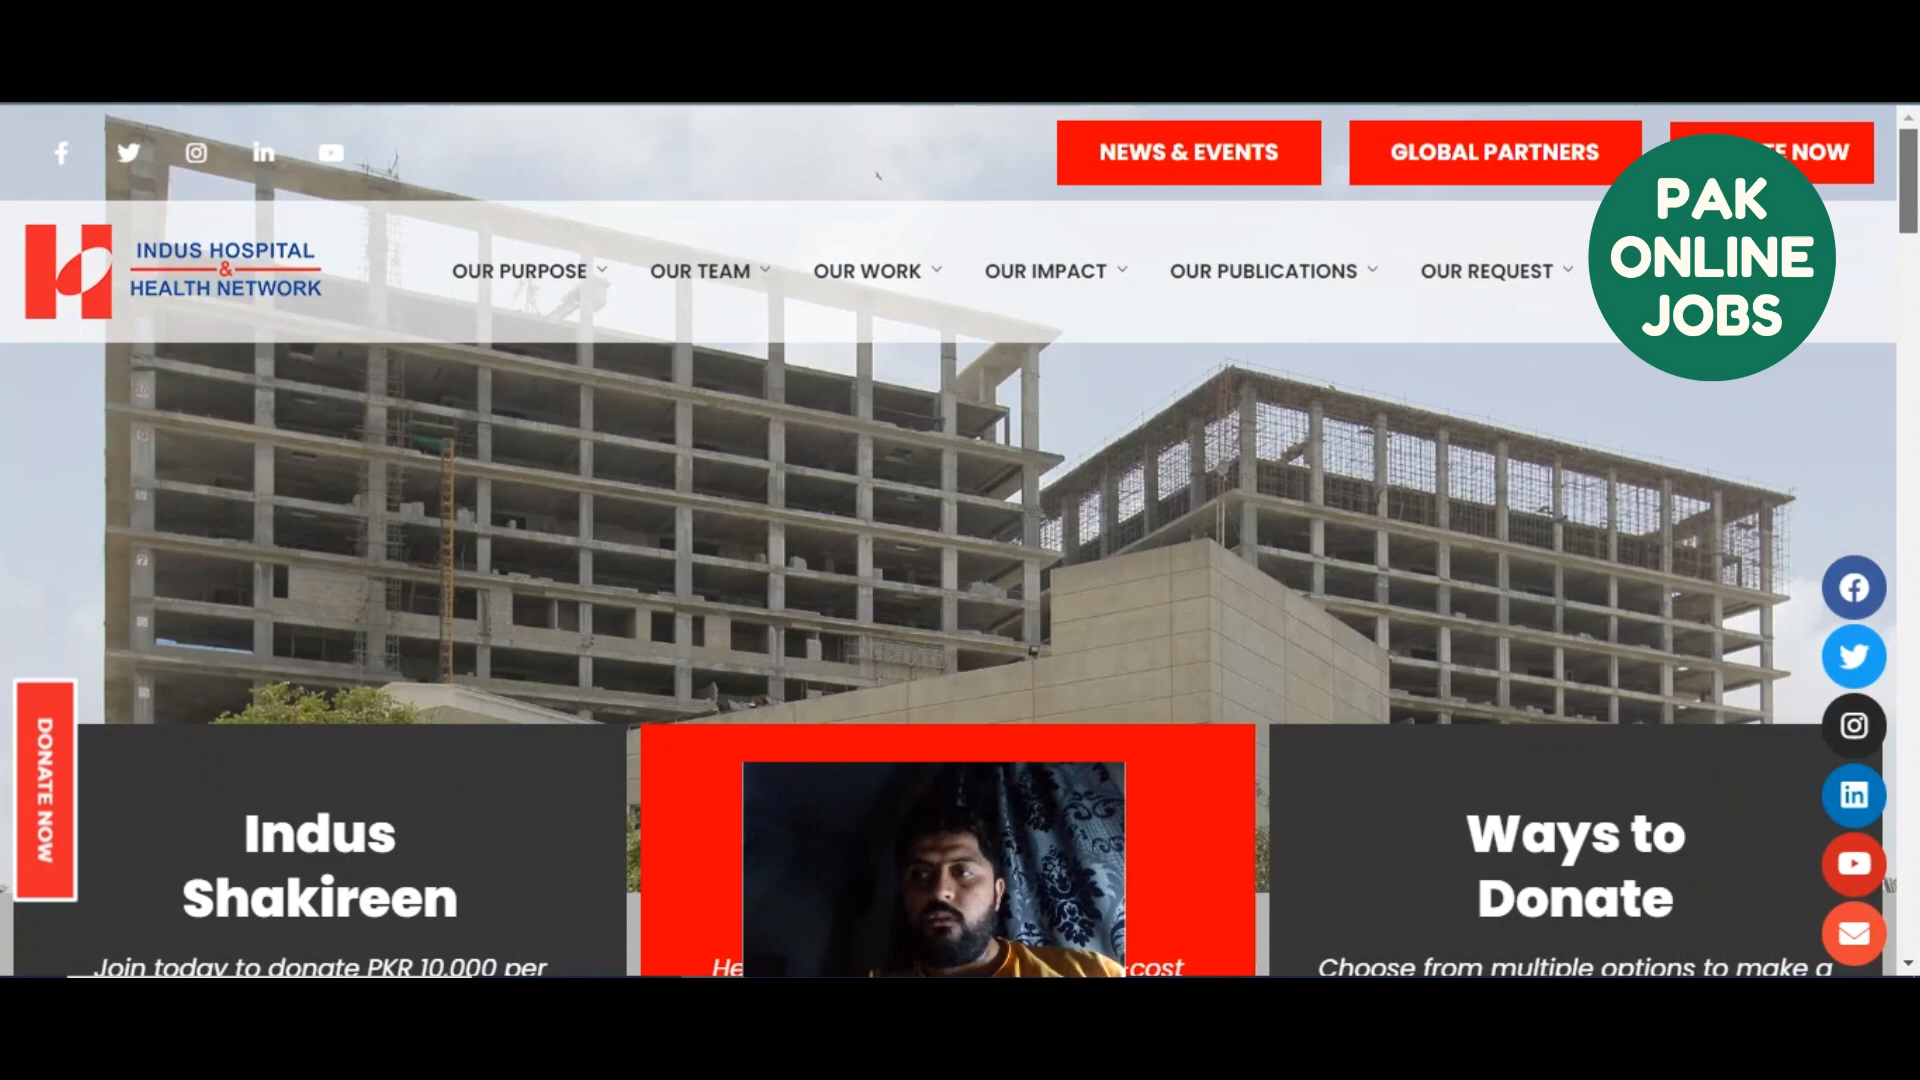 NEWS & EVENTS
GLOBAL PARTNERS
NOW
INDUS HOSPITAL
&
HEALTH NETWORK
OUR PURPOSE
OUR TEAM
OUR WORK
OUR IMPACT
OUR PUBLICATIONS
OUR REQUEST
PAK
ONLINE
JOBS
DONATE NOW
Indus
Shakireen
Join today to donate PKR 10,000 per
cost
Ways to
Donate
Choose from multiple options to make a